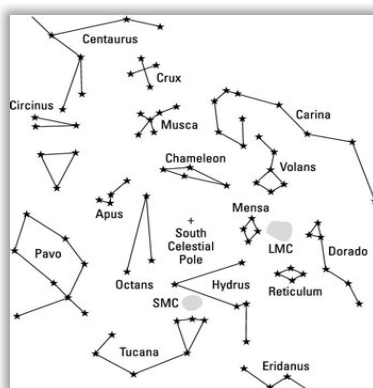 Centaurus
Crux
Circinus
Carina
Musca
Chameleon
Volans
Apus
Mensa
+
South
Celestial
Pole
LMC
Pavo
Dorado
Octans
Hydrus
Reticulum
SMC
Tucana
Eridanus